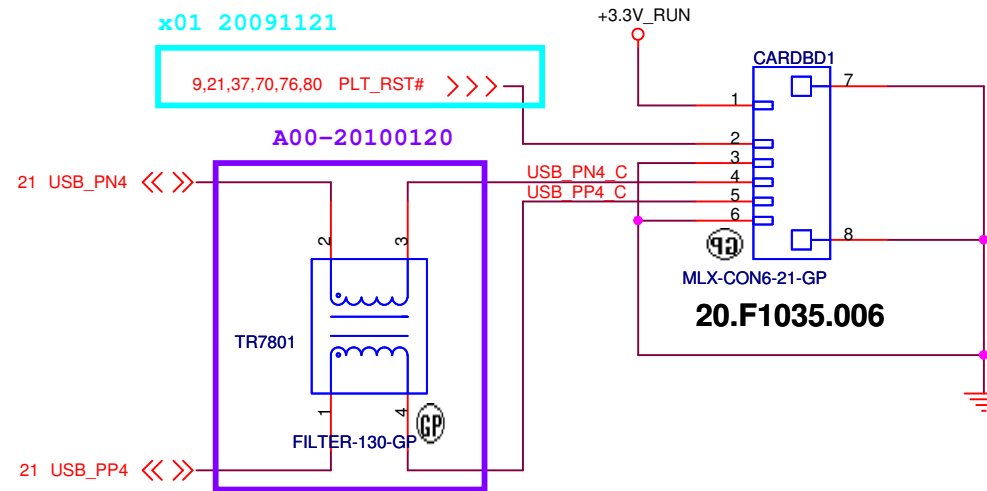 x01 20091121
+3.3V_RUN
CARDBD1
9,21,37,70,76,80 PLT_RST#
7
1
A00-20100120
2
3
21 USB_PN4
USB_PN4_C
4
USB_PP4_C
5
6
2
3
8
GP
MLX-CON6-21-GP
20.F1035.006
TR7801
1
4
GP
FILTER-130-GP
21 USB_PP4